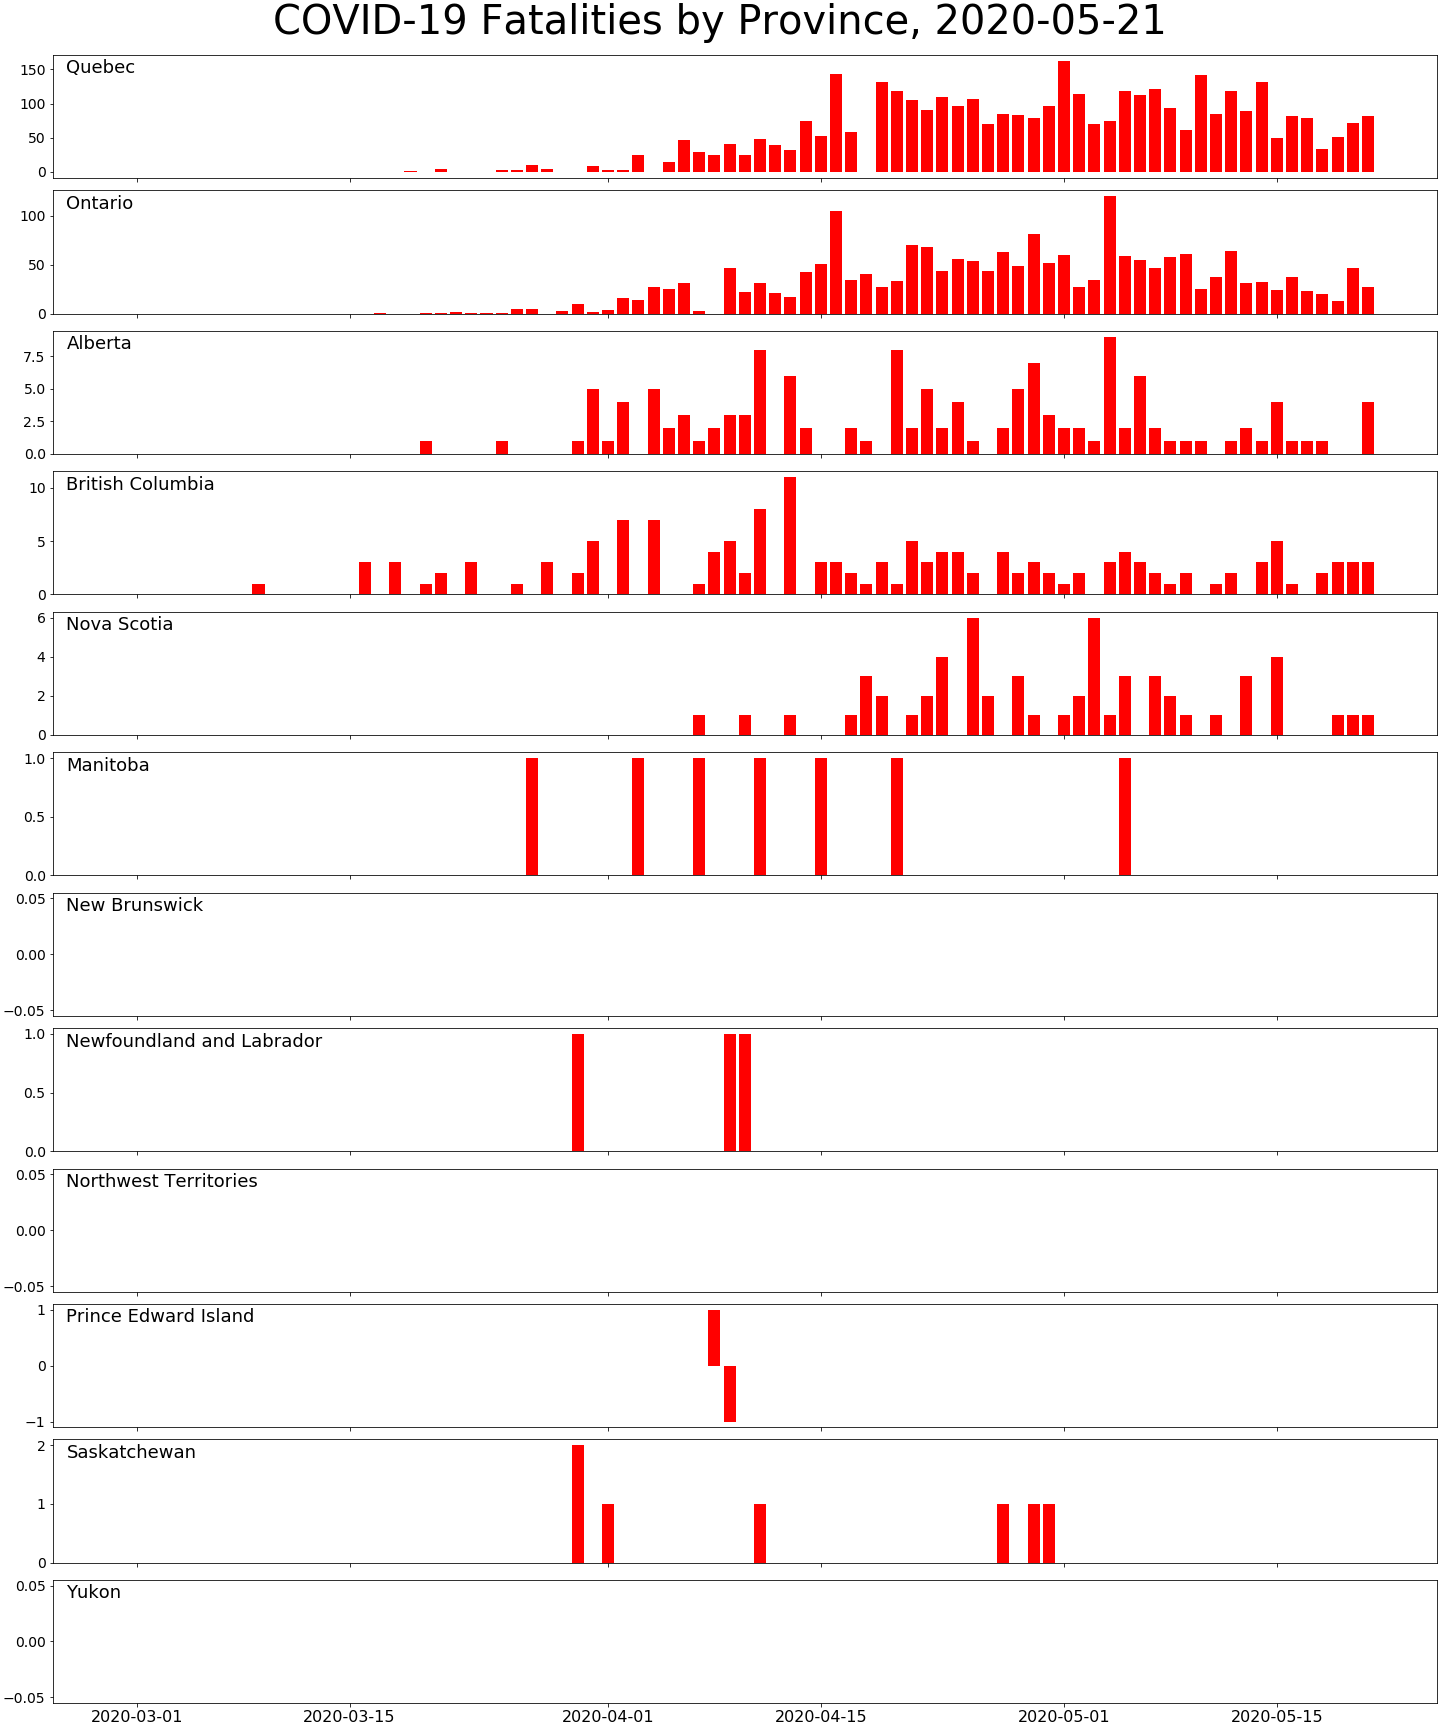 COVID-19 Fatalities by Province, 2020-05-21
Quebec
150
100
50
0
Ontario
100
50
0
Alberta
7.5
5.0
2.5
0.0
British Columbia
10
5
0
Nova Scotia
6
4
2
0
Manitoba
1.0
0.5
0.0
New Brunswick
0.05
0.00
−0.05
Newfoundland and Labrador
1.0
0.5
0.0
Northwest Territories
0.05
0.00
−0.05
Prince Edward Island
1
0
−1
Saskatchewan
2
1
0
Yukon
0.05
0.00
−0.05
2020-03-01 2020-03-15 2020-04-01 2020-04-15 2020-05-01 2020-05-15